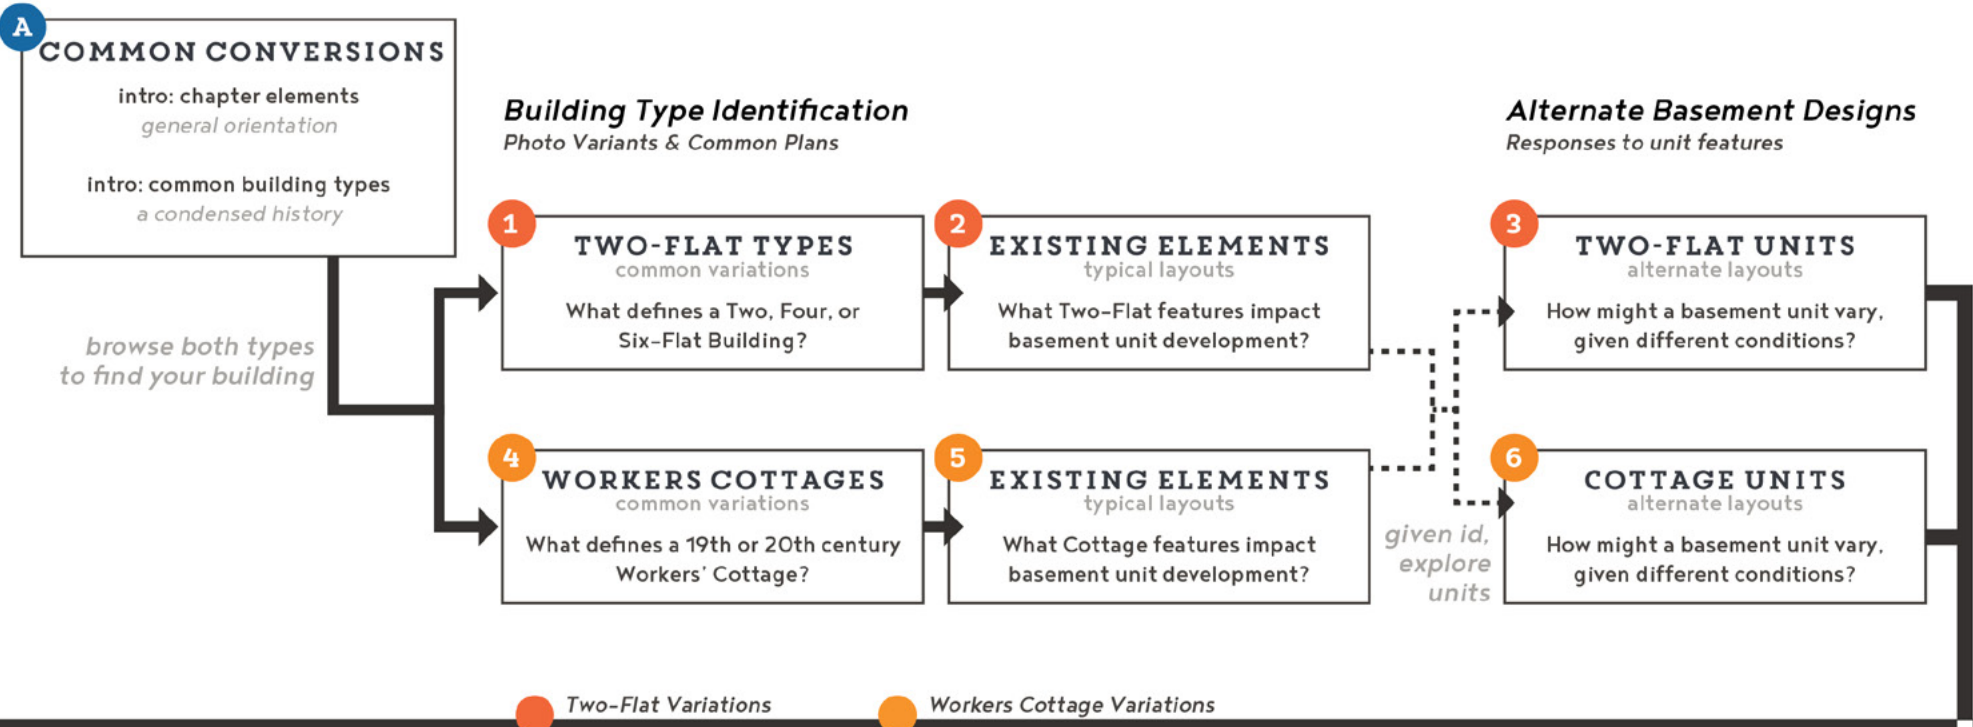 A
COMMON CONVERSIONS
intro: chapter elements
general orientation
intro: common building types
a condensed history
browse both types
to find your building
Building Type Identification
Photo Variants & Common Plans
1
TWO-FLAT TYPES
common variations
What defines a Two, Four, or
Six-Flat Building?
2
EXISTING ELEMENTS
typical layouts
What Two-Flat features impact
basement unit development?
4
WORKERS COTTAGES
common variations
What defines a 19th or 20th century
Workers' Cottage?
5
EXISTING ELEMENTS
typical layouts
What Cottage features impact
basement unit development?
given id,
explore
units
Alternate Basement Designs
Responses to unit features
3
TWO-FLAT UNITS
alternate layouts
How might a basement unit vary,
given different conditions?
6
COTTAGE UNITS
alternate layouts
How might a basement unit vary,
given different conditions?
Two-Flat Variations
Workers Cottage Variations